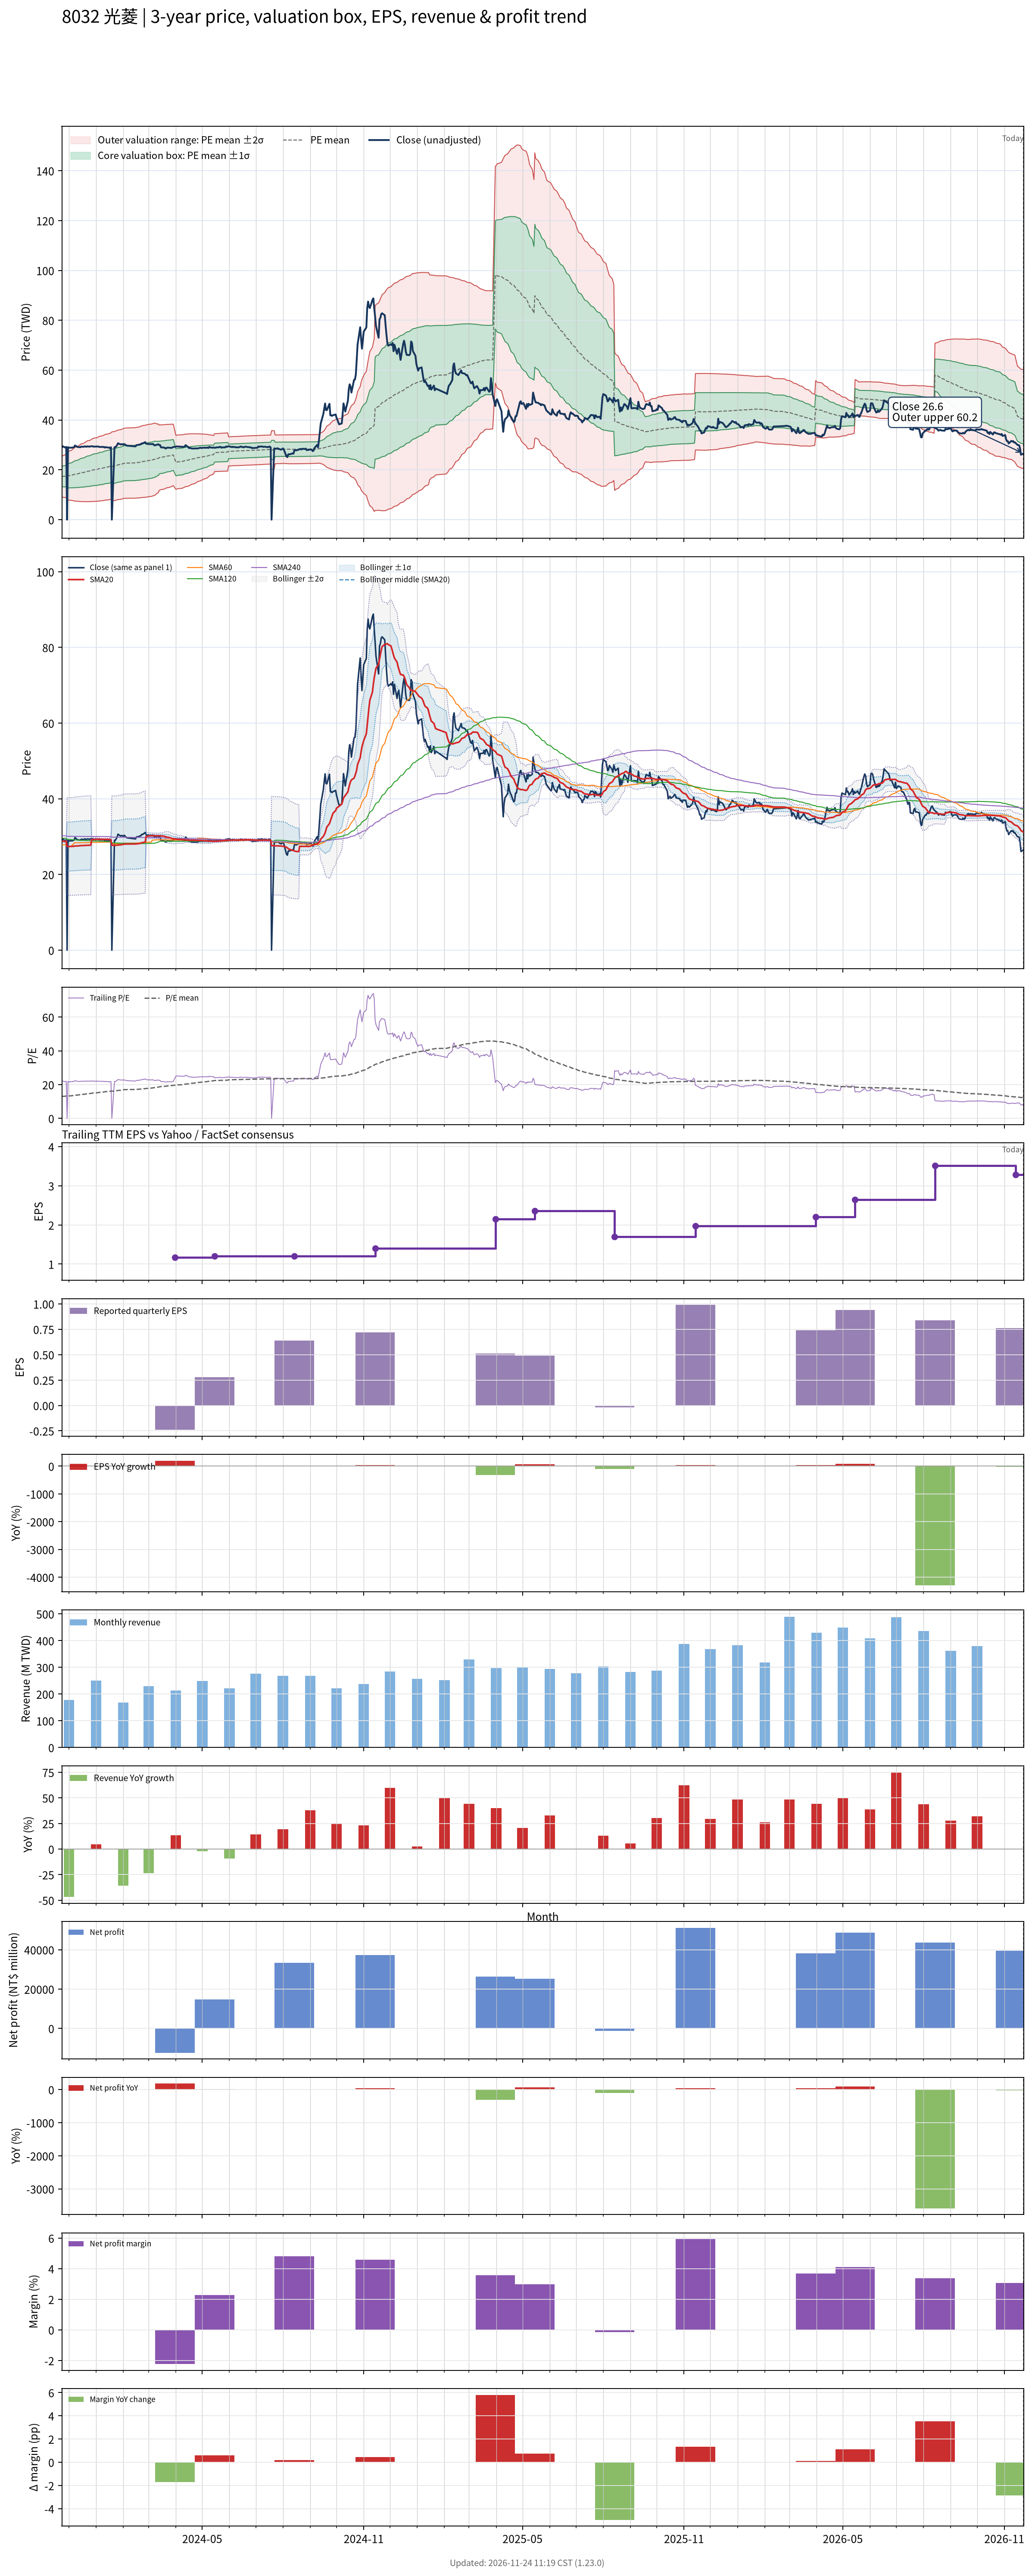 8032 光菱 | 3-year price, valuation box, EPS, revenue & profit trend
Outer valuation range: PE mean ±2σ
Core valuation box: PE mean ±1σ
PE mean
Close (unadjusted)
Today
140
120
100
80
60
40
20
0
Price (TWD)
Close 26.6
Outer upper 60.2
Close (same as panel 1)
SMA20
SMA60
SMA120
SMA240
Bollinger ±2σ
Bollinger ±1σ
Bollinger middle (SMA20)
100
80
60
40
20
0
Price
Trailing P/E
P/E mean
60
40
20
0
P/E
Trailing TTM EPS vs Yahoo / FactSet consensus
Today
4
3
2
1
EPS
Reported quarterly EPS
1.00
0.75
0.50
0.25
0.00
-0.25
EPS
EPS YoY growth
0
-1000
-2000
-3000
-4000
YoY (%)
Monthly revenue
500
400
300
200
100
0
Revenue (M TWD)
Revenue YoY growth
75
50
25
0
-25
-50
YoY (%)
Month
Net profit
40000
20000
0
Net profit (NT$ million)
Net profit YoY
0
-1000
-2000
-3000
YoY (%)
Net profit margin
6
4
2
0
-2
Margin (%)
Margin YoY change
6
4
2
0
-2
-4
Δ margin (pp)
2024-05
2024-11
2025-05
2025-11
2026-05
2026-11
Updated: 2026-11-24 11:19 CST (1.23.0)